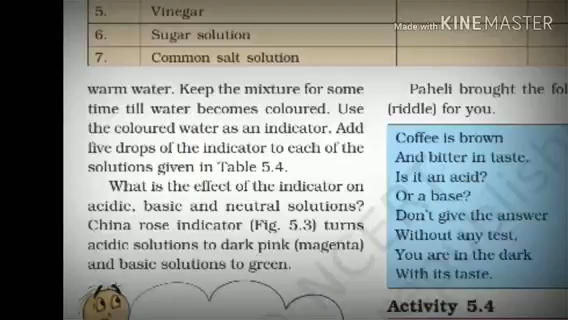 Made with KINEMASTER
5. Vinegar
6. Sugar solution
7. Common salt solution
warm water. Keep the mixture for some
time till water becomes coloured. Use
the coloured water as an indicator. Add
five drops of the indicator to each of the
solutions given in Table 5.4.
What is the effect of the indicator on
acidic, basic and neutral solutions?
China rose indicator (Fig. 5.3) turns
acidic solutions to dark pink (magenta)
and basic solutions to green.
Paheli brought the
(riddle) for you.
Coffee is brown
And bitter in taste.
Is it an acid?
Or a base?
Don't give the answer
Without any test,
You are in the dark
With its taste.
Activity 5.4